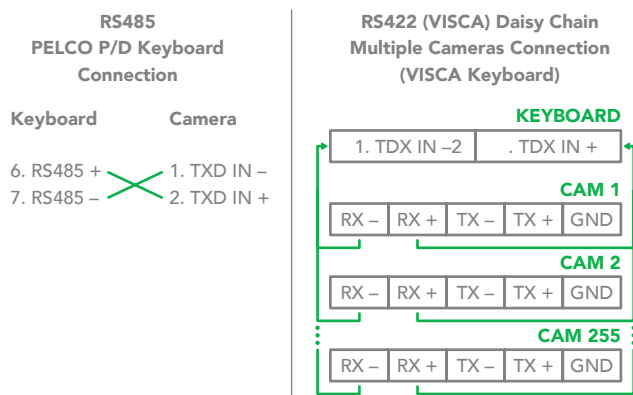 RS485
PELCO P/D Keyboard
Connection
Keyboard Camera
6. RS485 + 1. TXD IN –
7. RS485 – 2. TXD IN +
RS422 (VISCA) Daisy Chain
Multiple Cameras Connection
(VISCA Keyboard)
KEYBOARD
1. TDX IN –2 . TDX IN +
CAM 1
RX – RX + TX – TX + GND
CAM 2
RX – RX + TX – TX + GND
CAM 255
RX – RX + TX – TX + GND